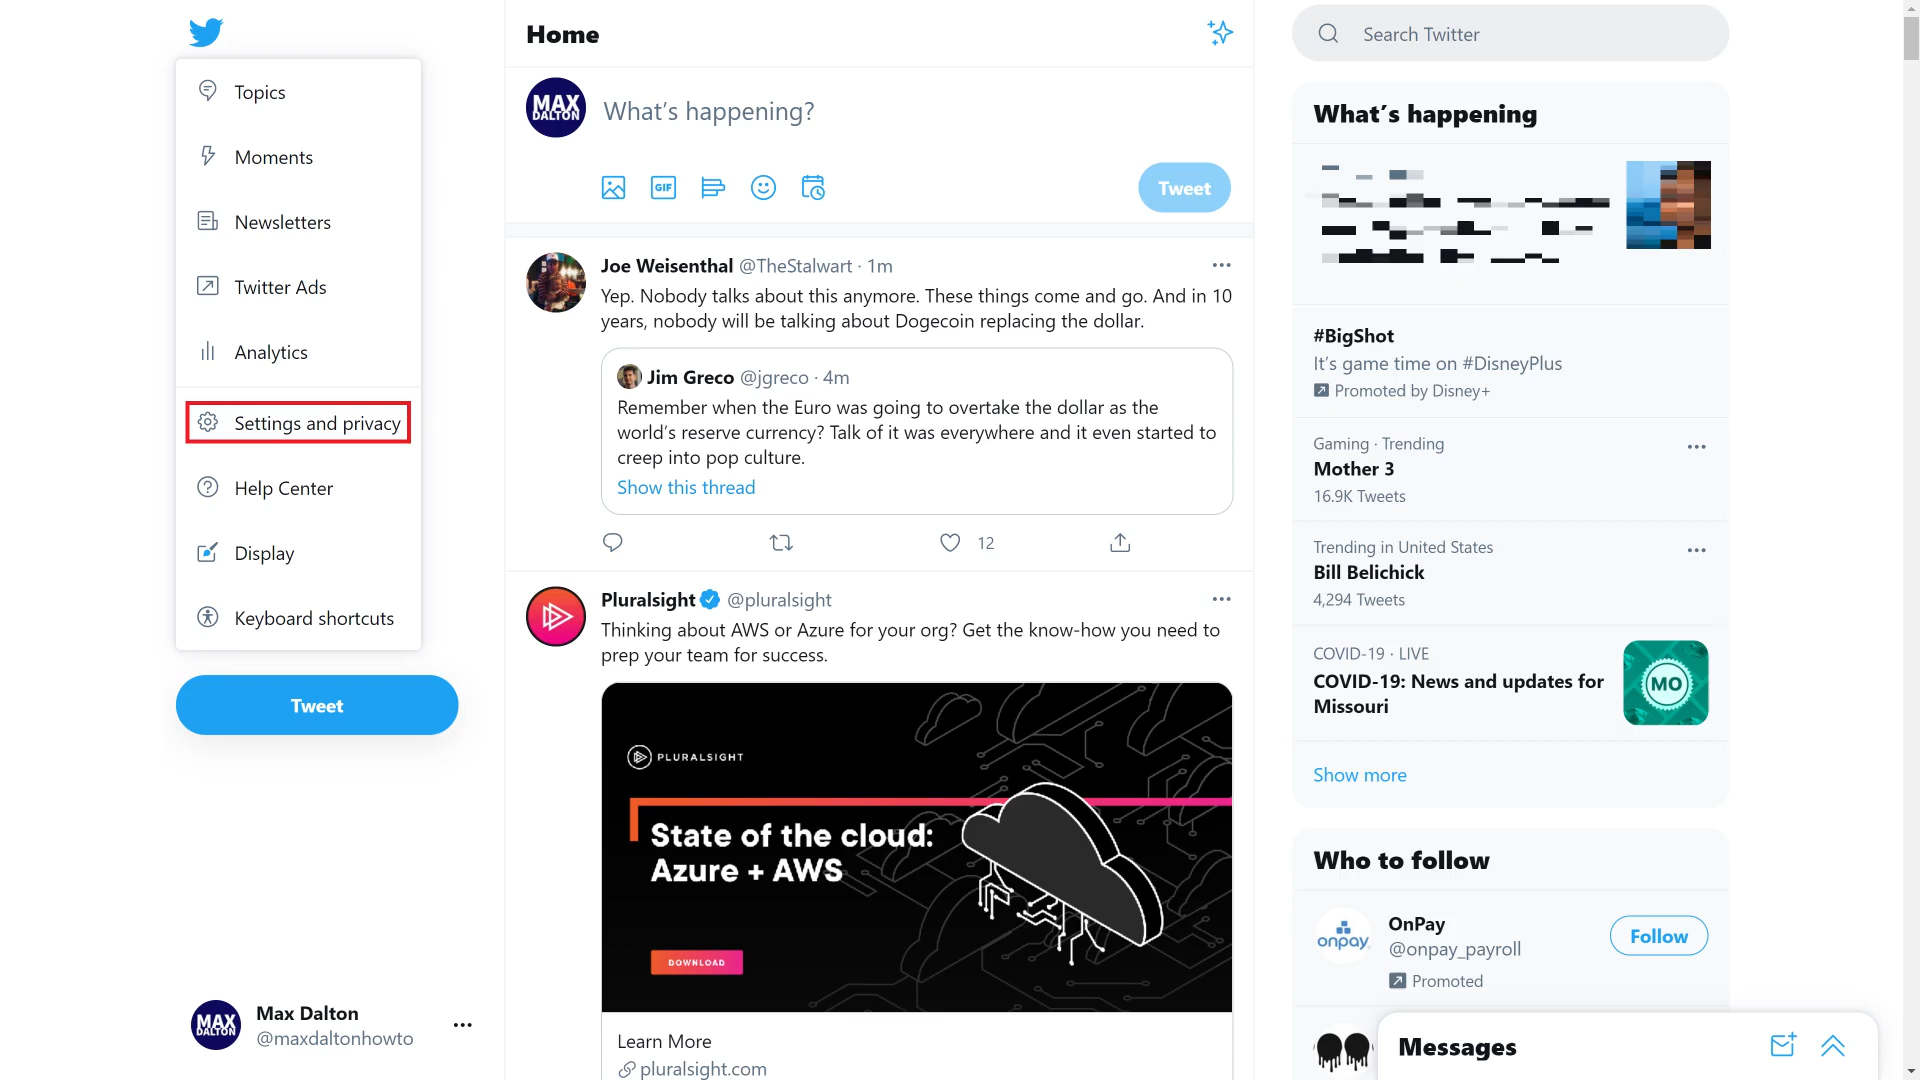 Topics
Moments
Newsletters
Twitter Ads
Analytics
Settings and privacy
Help Center
Display
Keyboard shortcuts
Tweet
MAX
DALTON
Max Dalton
@maxdaltonhowto
Home
MAX
DALTON
What's happening?
GIF
Tweet
Joe Weisenthal @TheStalwart · 1m
Yep. Nobody talks about this anymore. These things come and go. And in 10
years, nobody will be talking about Dogecoin replacing the dollar.
Jim Greco @jgreco · 4m
Remember when the Euro was going to overtake the dollar as the
world's reserve currency? Talk of it was everywhere and it even started to
creep into pop culture.
Show this thread
12
Pluralsight @pluralsight
Thinking about AWS or Azure for your org? Get the know-how you need to
prep your team for success.
PLURALSIGHT
State of the cloud:
Azure + AWS
DOWNLOAD
Learn More
pluralsight.com
Search Twitter
What's happening
#BigShot
It's game time on #DisneyPlus
Promoted by Disney+
Gaming · Trending
Mother 3
16.9K Tweets
Trending in United States
Bill Belichick
4,294 Tweets
COVID-19 · LIVE
COVID-19: News and updates for
Missouri
MO
Show more
Who to follow
onpay
OnPay
@onpay_payroll
Promoted
Follow
Messages